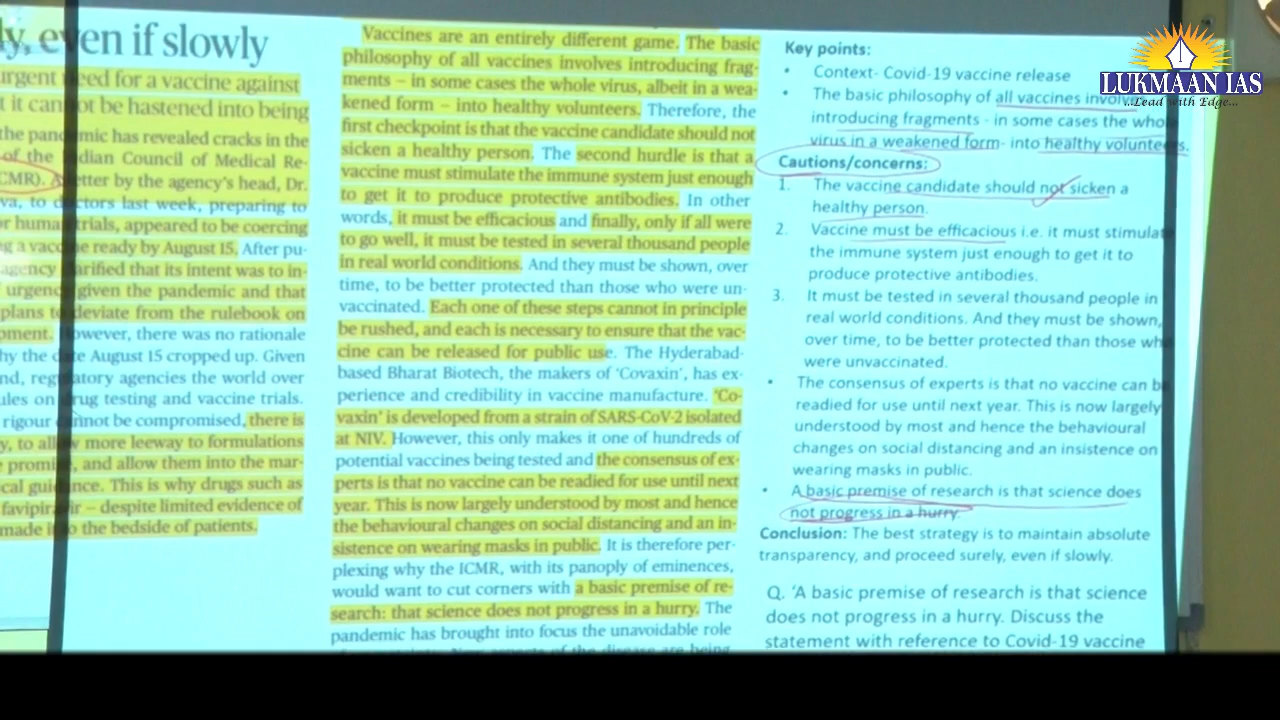 ly, even if slowly
urgent need for a vaccine against
t it cannot be hastened into being
the pandemic has revealed cracks in the
of the Indian Council of Medical Re-
CMR). A letter by the agency's head, Dr.
va, to doctors last week, preparing to
or human trials, appeared to be coercing
g a vaccine ready by August 15. After pu-
agency clarified that its intent was to in-
urgency given the pandemic and that
plans to deviate from the rulebook on
pment. However, there was no rationale
hy the date August 15 cropped up. Given
nd, regulatory agencies the world over
ules on drug testing and vaccine trials.
rigour cannot be compromised, there is
y, to allow more leeway to formulations
promise, and allow them into the mar-
cal guidance. This is why drugs such as
favipiravir – despite limited evidence of
made it to the bedside of patients.
Vaccines are an entirely different game. The basic
philosophy of all vaccines involves introducing frag-
ments – in some cases the whole virus, albeit in a wea-
kened form – into healthy volunteers. Therefore, the
first checkpoint is that the vaccine candidate should not
sicken a healthy person. The second hurdle is that a
vaccine must stimulate the immune system just enough
to get it to produce protective antibodies. In other
words, it must be efficacious and finally, only if all were
to go well, it must be tested in several thousand people
in real world conditions. And they must be shown, over
time, to be better protected than those who were un-
vaccinated. Each one of these steps cannot in principle
be rushed, and each is necessary to ensure that the vac-
cine can be released for public use. The Hyderabad-
based Bharat Biotech, the makers of 'Covaxin', has ex-
perience and credibility in vaccine manufacture. 'Co-
vaxin' is developed from a strain of SARS-CoV-2 isolated
at NIV. However, this only makes it one of hundreds of
potential vaccines being tested and the consensus of ex-
perts is that no vaccine can be readied for use until next
year. This is now largely understood by most and hence
the behavioural changes on social distancing and an in-
sistence on wearing masks in public. It is therefore per-
plexing why the ICMR, with its panoply of eminences,
would want to cut corners with a basic premise of re-
search: that science does not progress in a hurry. The
pandemic has brought into focus the unavoidable role
of the disease are being
Key points:
• Context- Covid-19 vaccine release
• The basic philosophy of all vaccines involv
introducing fragments - in some cases the whole
virus in a weakened form- into healthy volunteers.
Cautions/concerns:
1. The vaccine candidate should not sicken a
healthy person.
2. Vaccine must be efficacious i.e. it must stimulate
the immune system just enough to get it to
produce protective antibodies.
3. It must be tested in several thousand people in
real world conditions. And they must be shown,
over time, to be better protected than those who
were unvaccinated.
• The consensus of experts is that no vaccine can be
readied for use until next year. This is now largely
understood by most and hence the behavioural
changes on social distancing and an insistence on
wearing masks in public.
• A basic premise of research is that science does
not progress in a hurry.
Conclusion: The best strategy is to maintain absolute
transparency, and proceed surely, even if slowly.
Q. 'A basic premise of research is that science
does not progress in a hurry. Discuss the
statement with reference to Covid-19 vaccine
LUKMAAN IAS
...Lead with Edge...